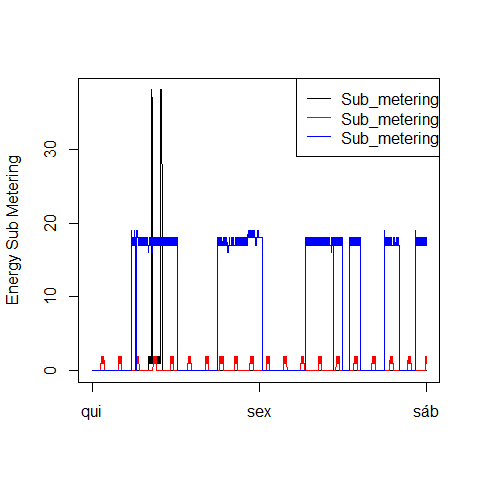 Sub_metering
Sub_metering
Sub_metering
Energy Sub Metering
30
20
10
0
qui
sex
sáb